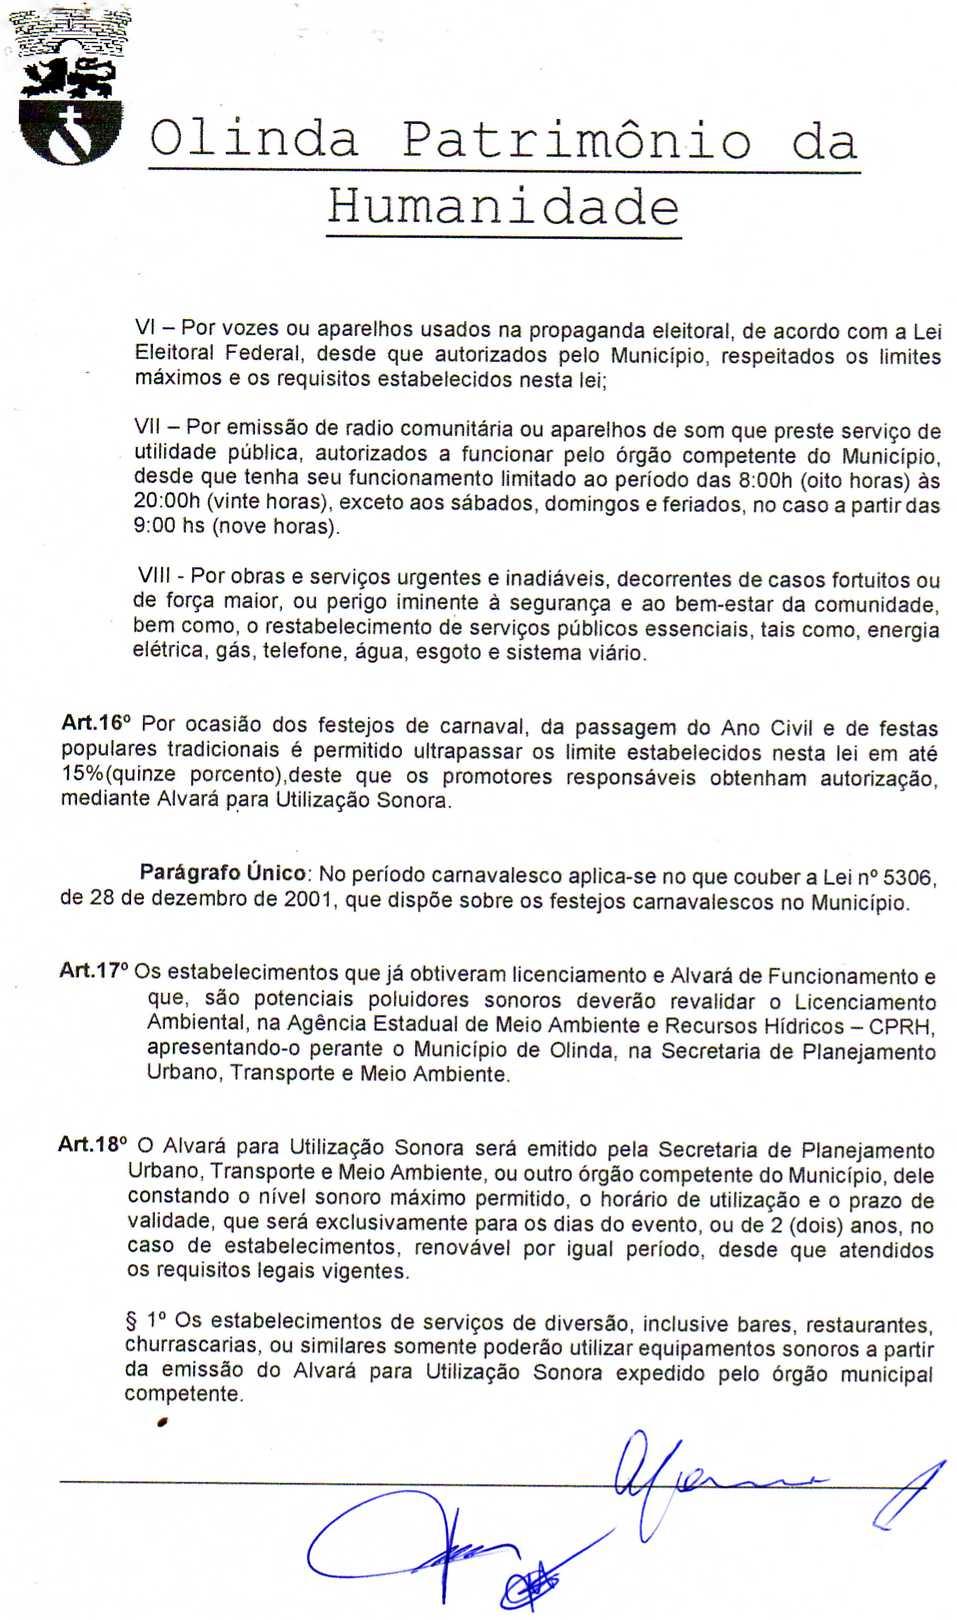 Olinda Patrimônio da
Humanidade
VI – Por vozes ou aparelhos usados na propaganda eleitoral, de acordo com a Lei
Eleitoral Federal, desde que autorizados pelo Município, respeitados os limites
máximos e os requisitos estabelecidos nesta lei;
VII – Por emissão de radio comunitária ou aparelhos de som que preste serviço de
utilidade pública, autorizados a funcionar pelo órgão competente do Município,
desde que tenha seu funcionamento limitado ao período das 8:00h (oito horas) às
20:00h (vinte horas), exceto aos sábados, domingos e feriados, no caso a partir das
9:00 hs (nove horas).
VIII - Por obras e serviços urgentes e inadiáveis, decorrentes de casos fortuitos ou
de força maior, ou perigo iminente à segurança e ao bem-estar da comunidade,
bem como, o restabelecimento de serviços públicos essenciais, tais como, energia
elétrica, gás, telefone, água, esgoto e sistema viário.
Art.16º Por ocasião dos festejos de carnaval, da passagem do Ano Civil e de festas
populares tradicionais é permitido ultrapassar os limite estabelecidos nesta lei em até
15%(quinze porcento),deste que os promotores responsáveis obtenham autorização,
mediante Alvará para Utilização Sonora.
Parágrafo Único: No período carnavalesco aplica-se no que couber a Lei nº 5306,
de 28 de dezembro de 2001, que dispõe sobre os festejos carnavalescos no Município.
Art.17º Os estabelecimentos que já obtiveram licenciamento e Alvará de Funcionamento e
que, são potenciais poluidores sonoros deverão revalidar o Licenciamento
Ambiental, na Agência Estadual de Meio Ambiente e Recursos Hídricos – CPRH,
apresentando-o perante o Município de Olinda, na Secretaria de Planejamento
Urbano, Transporte e Meio Ambiente.
Art.18º O Alvará para Utilização Sonora será emitido pela Secretaria de Planejamento
Urbano, Transporte e Meio Ambiente, ou outro órgão competente do Município, dele
constando o nível sonoro máximo permitido, o horário de utilização e o prazo de
validade, que será exclusivamente para os dias do evento, ou de 2 (dois) anos, no
caso de estabelecimentos, renovável por igual período, desde que atendidos
os requisitos legais vigentes.
§ 1º Os estabelecimentos de serviços de diversão, inclusive bares, restaurantes,
churrascarias, ou similares somente poderão utilizar equipamentos sonoros a partir
da emissão do Alvará para Utilização Sonora expedido pelo órgão municipal
competente.